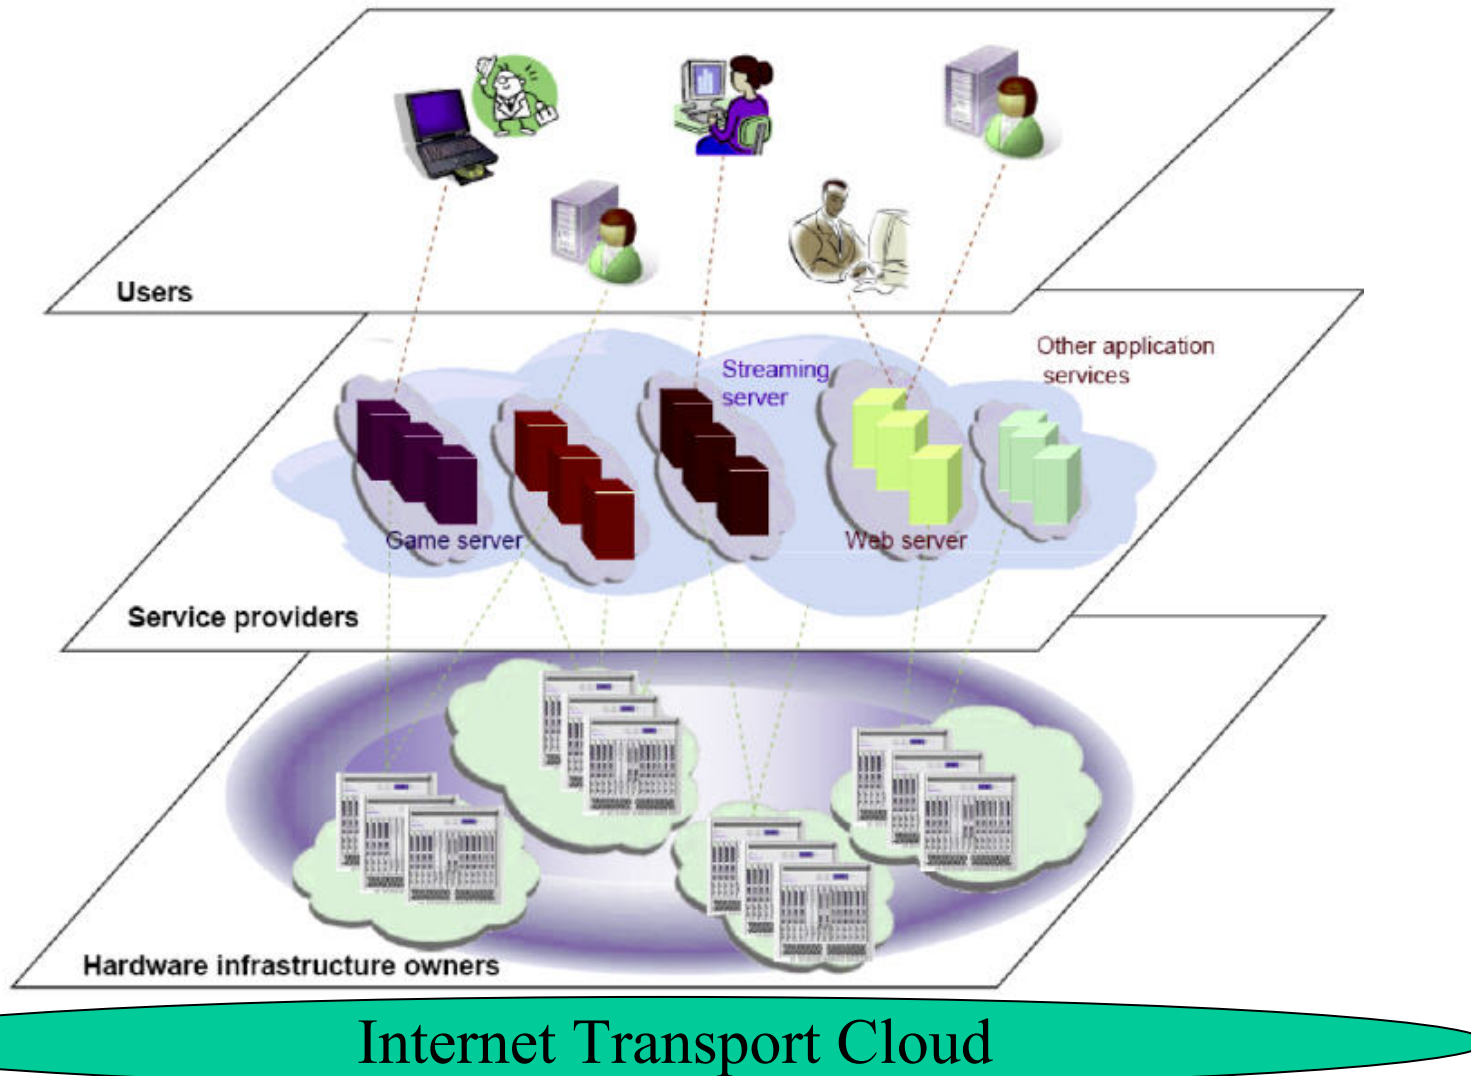 Users
Other application
services
Streaming
server
Game server
Web server
Service providers
Hardware infrastructure owners
Internet Transport Cloud